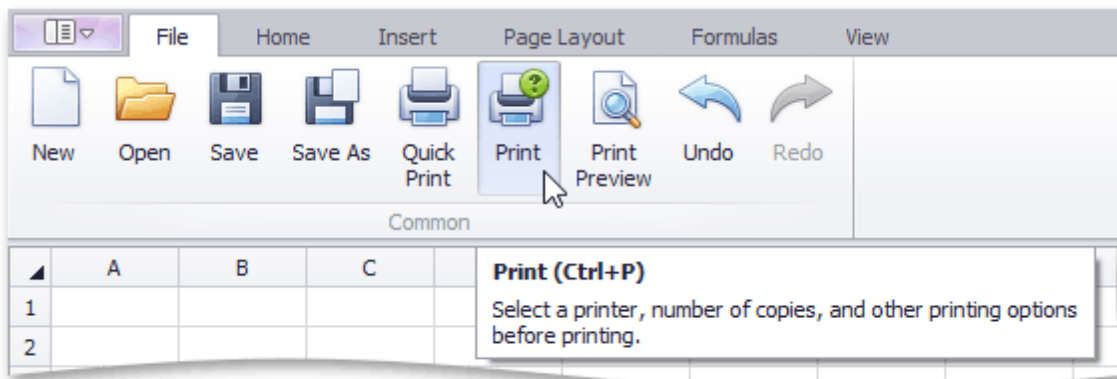 File Home Insert Page Layout Formulas View
New Open Save Save As Quick Print Print Print Preview Undo Redo
Common
A B C
Print (Ctrl+P)
1
Select a printer, number of copies, and other printing options
before printing.
2